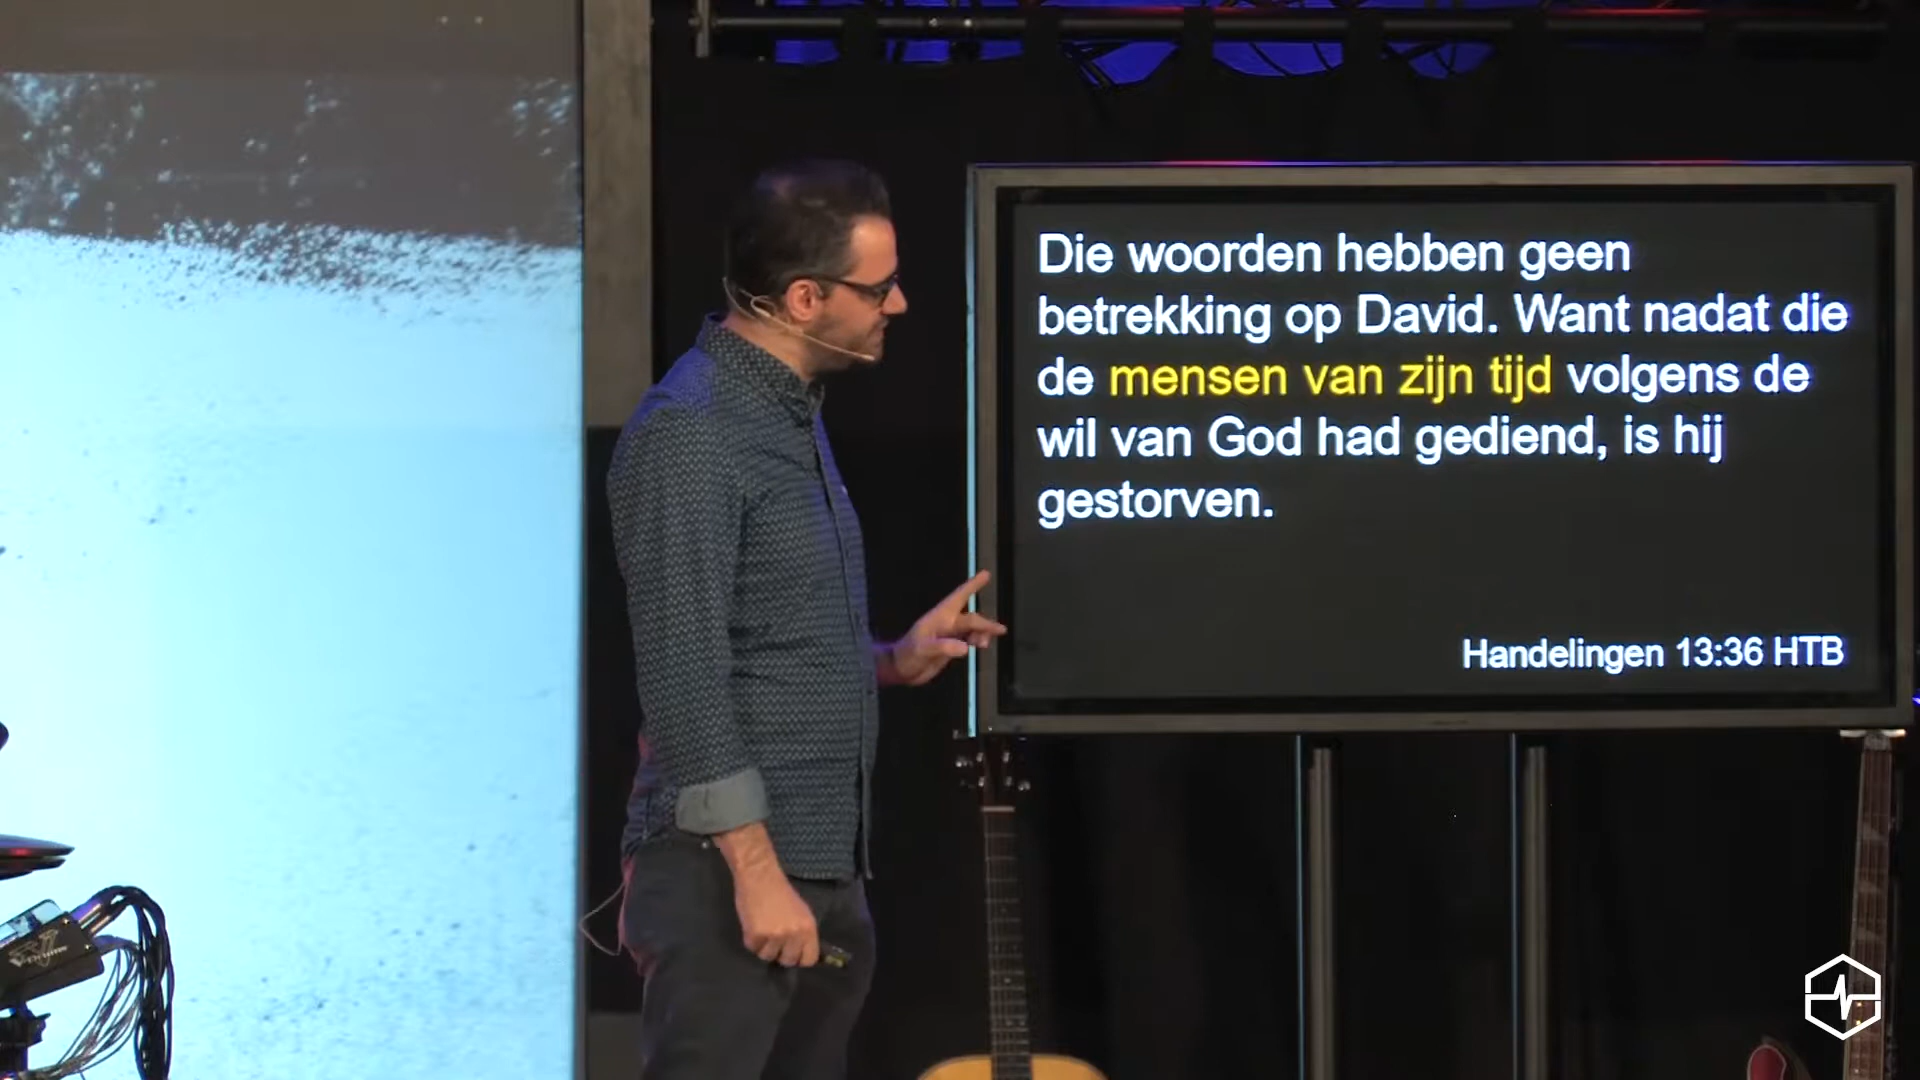 Die woorden hebben geen
betrekking op David. Want nadat die
de mensen van zijn tijd volgens de
wil van God had gediend, is hij
gestorven.
Handelingen 13:36 HTB
V-Drums